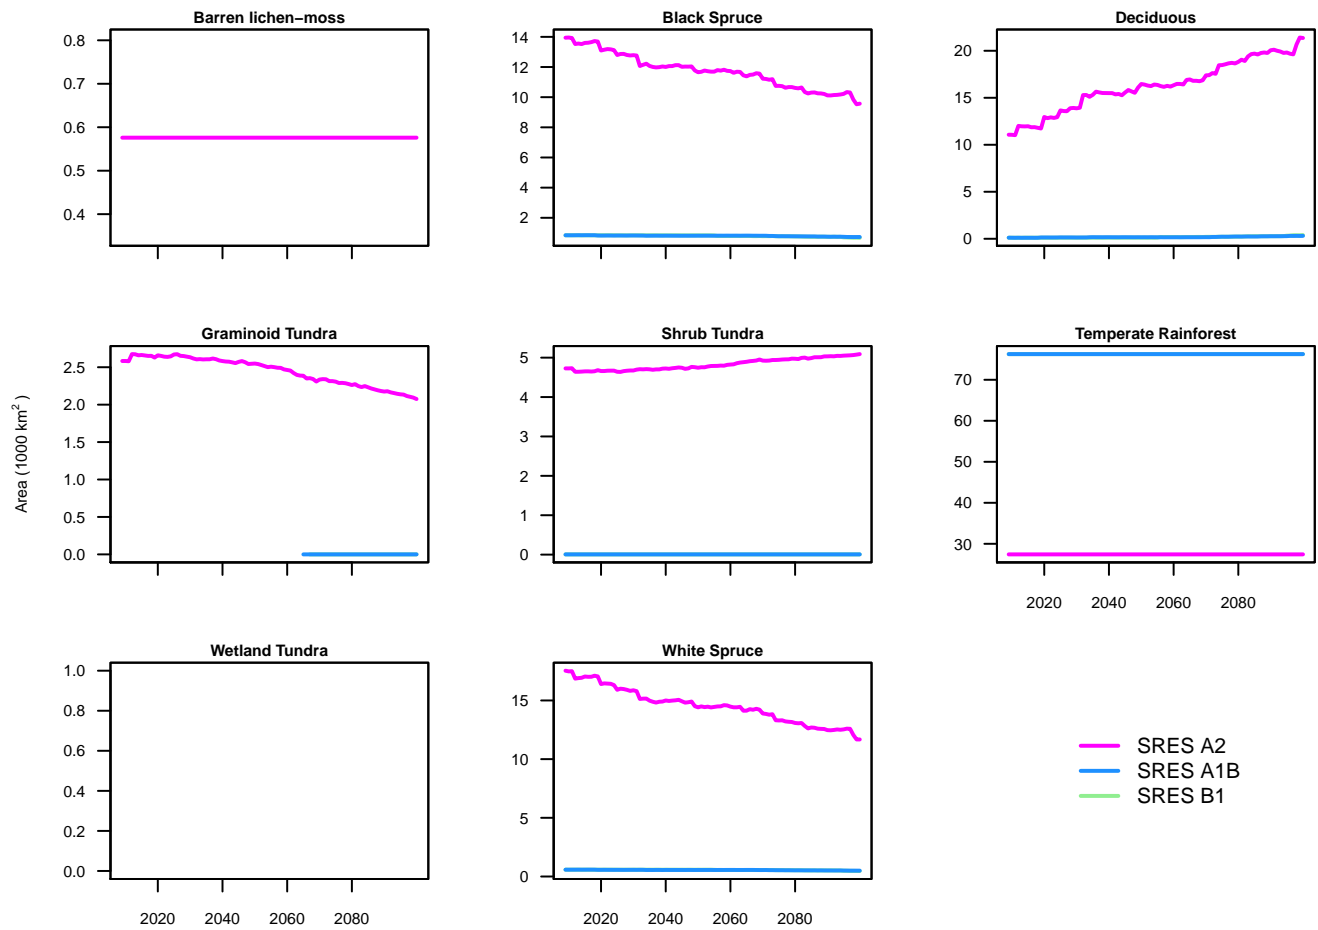 Barren lichen−moss
Black Spruce
Deciduous
0.8
0.7
0.6
0.5
0.4
14
12
10
8
6
4
2
20
15
10
5
0
Graminoid Tundra
Shrub Tundra
Temperate Rainforest
Area (1000 km² )
2.5
2.0
1.5
1.0
0.5
0.0
5
4
3
2
1
0
70
60
50
40
30
2020 2040 2060 2080
Wetland Tundra
White Spruce
1.0
0.8
0.6
0.4
0.2
0.0
15
10
5
0
2020 2040 2060 2080
2020 2040 2060 2080
SRES A2
SRES A1B
SRES B1